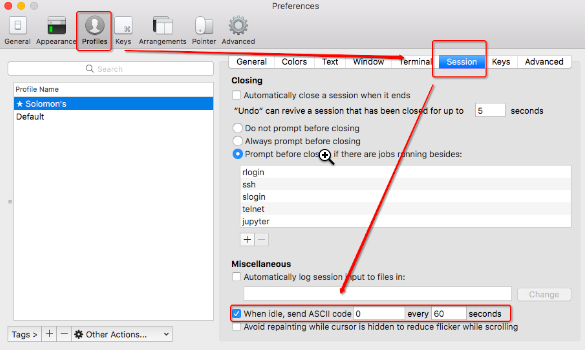 Preferences
General Appearance Profiles Keys Arrangements Pointer Advanced
Search
Profile Name
★ Solomon's
Default
Tags > + − Other Actions...
General Colors Text Window Terminal Session Keys Advanced
Closing
Automatically close a session when it ends
"Undo" can revive a session that has been closed for up to 5 seconds
Do not prompt before closing
Always prompt before closing
Prompt before closing if there are jobs running besides:
rlogin
ssh
slogin
telnet
jupyter
+ −
Miscellaneous
Automatically log session input to files in:
Change
When idle, send ASCII code 0 every 60 seconds
Avoid repainting while cursor is hidden to reduce flicker while scrolling